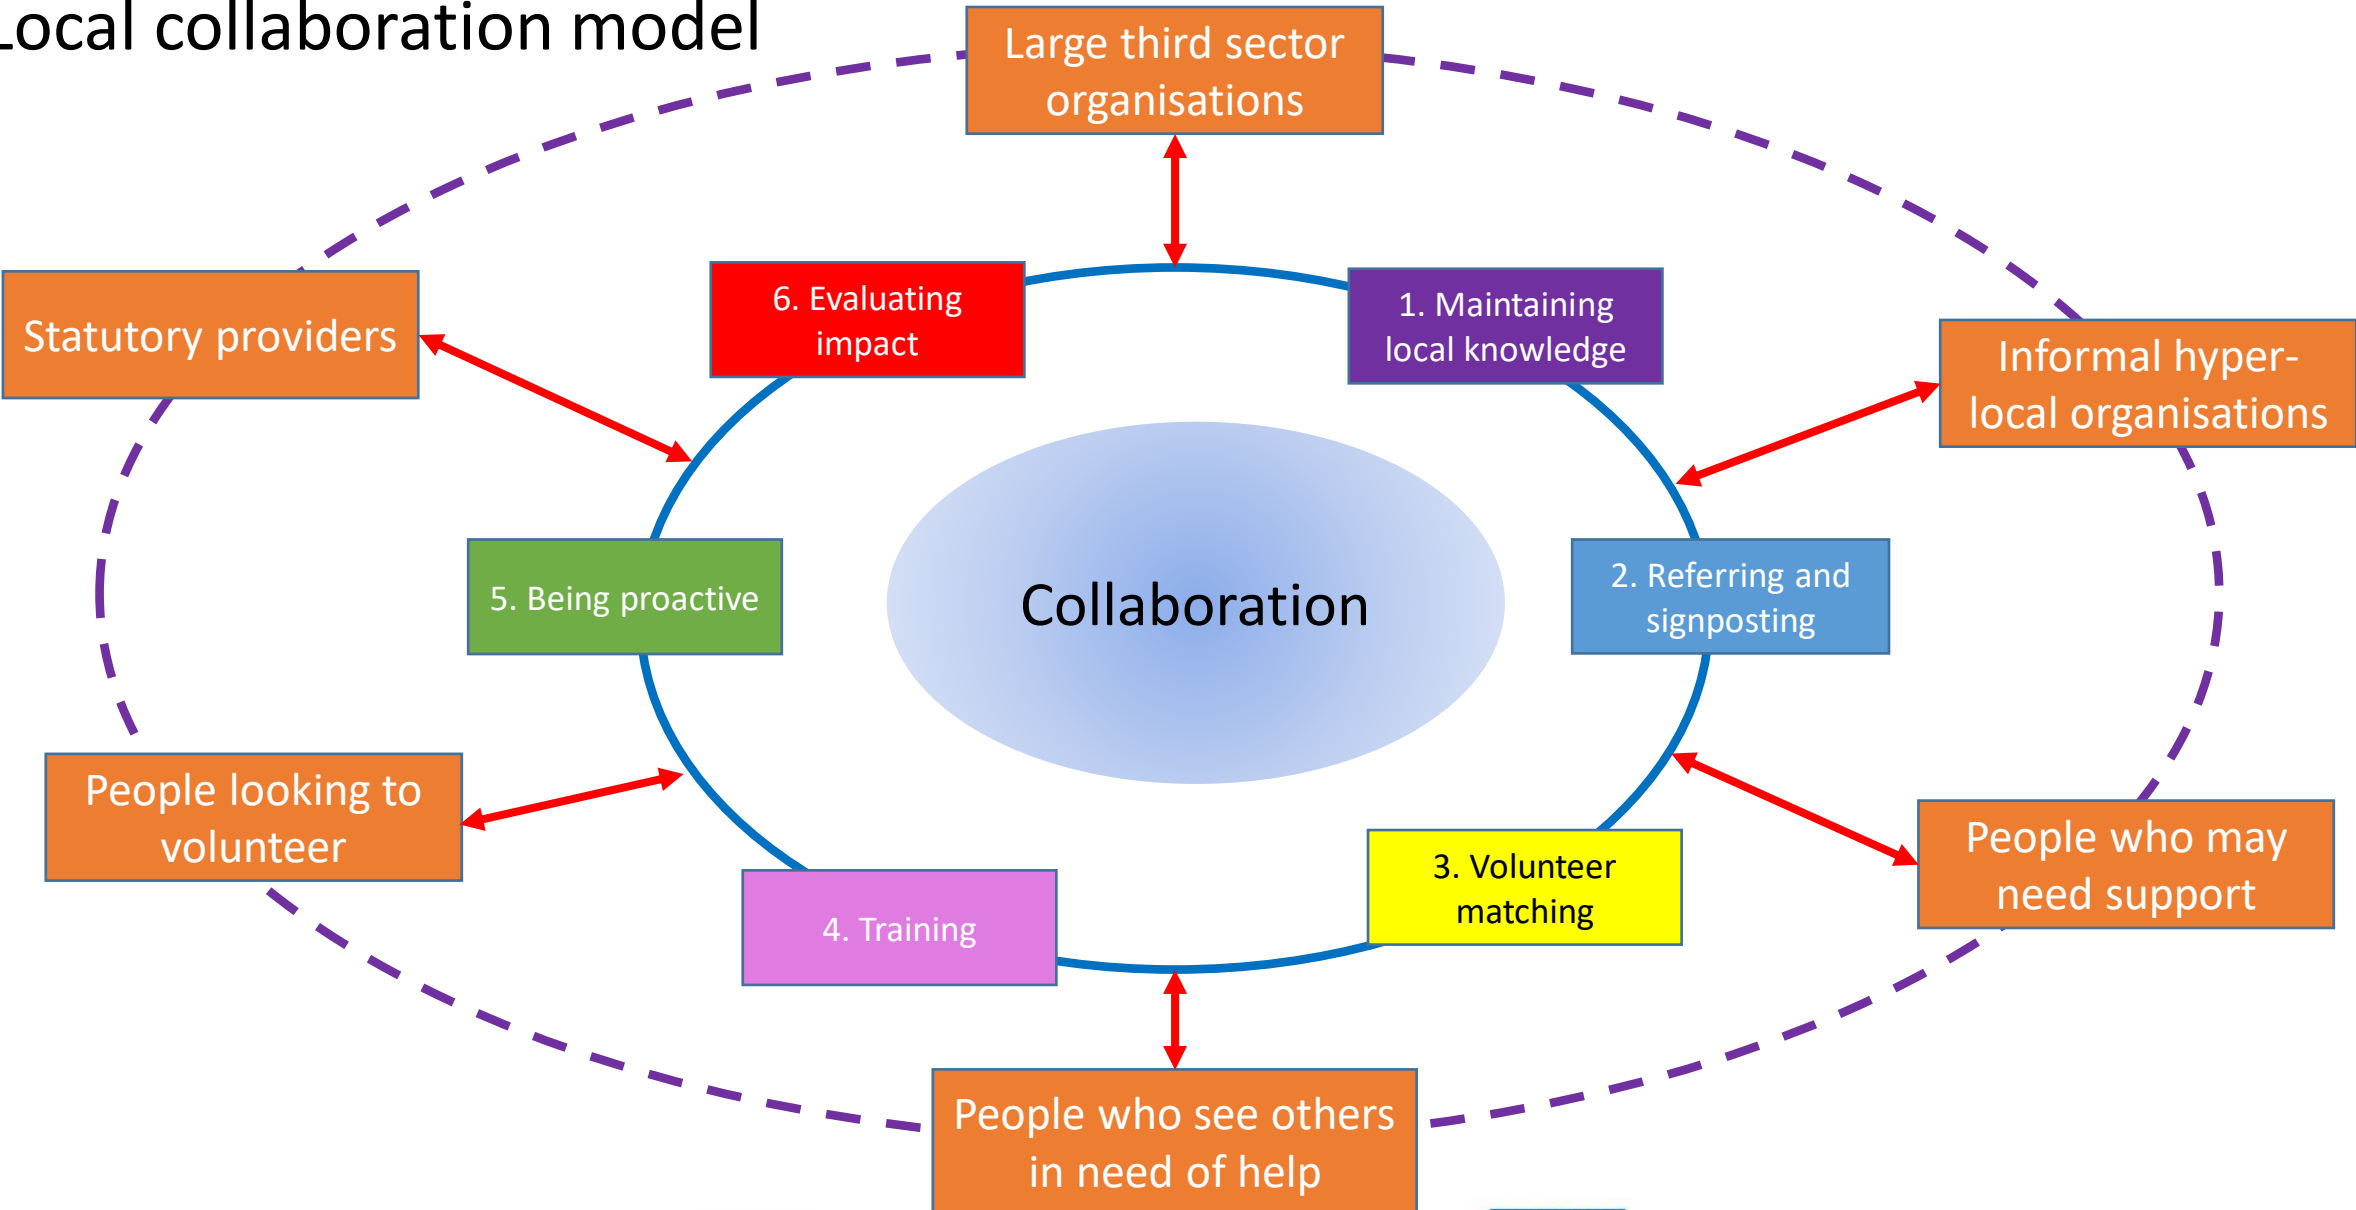 Local collaboration model
Large third sector
organisations
6. Evaluating
impact
1. Maintaining
local knowledge
Statutory providers
Informal hyper-
local organisations
5. Being proactive
Collaboration
2. Referring and
signposting
People looking to
volunteer
4. Training
3. Volunteer
matching
People who may
need support
People who see others
in need of help